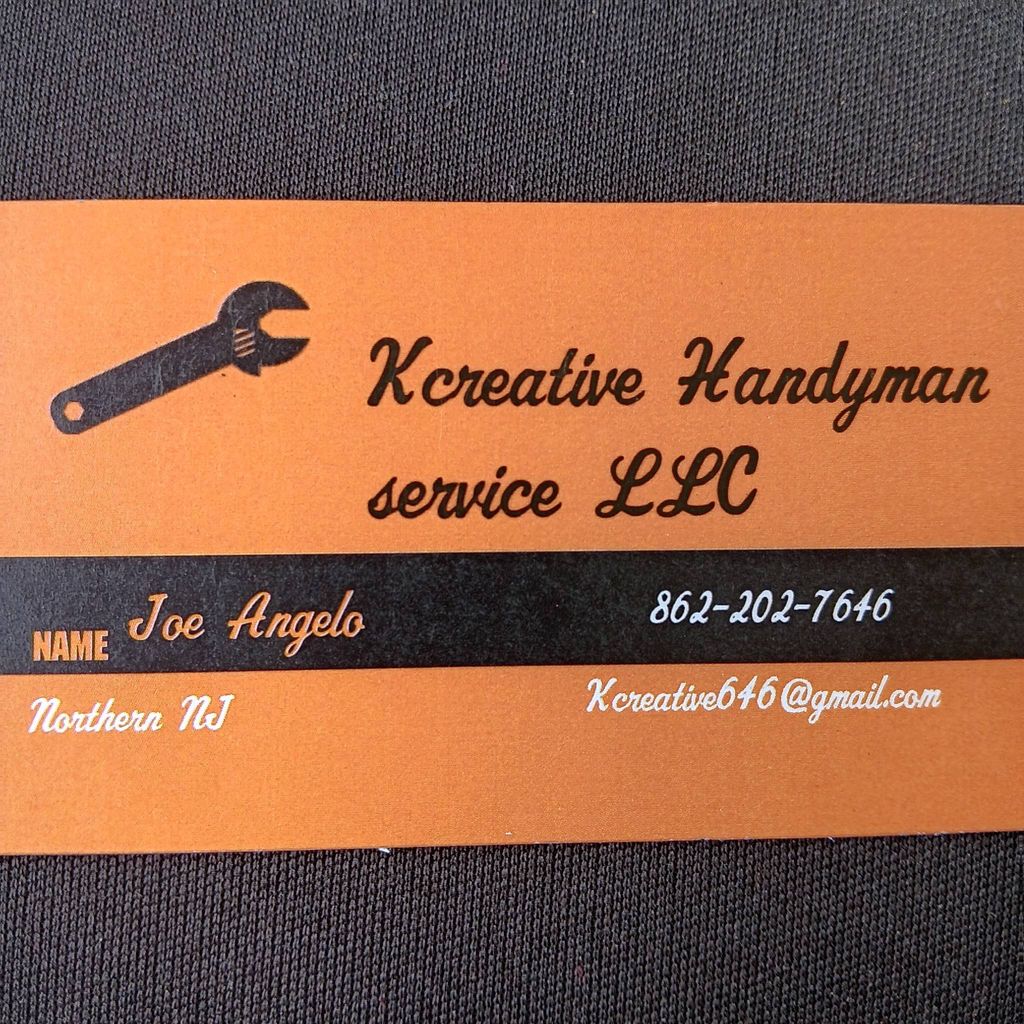 Kcreative Handyman
service LLC
NAME Joe Angelo
862-202-7646
Northern NJ
Kcreative646@gmail.com